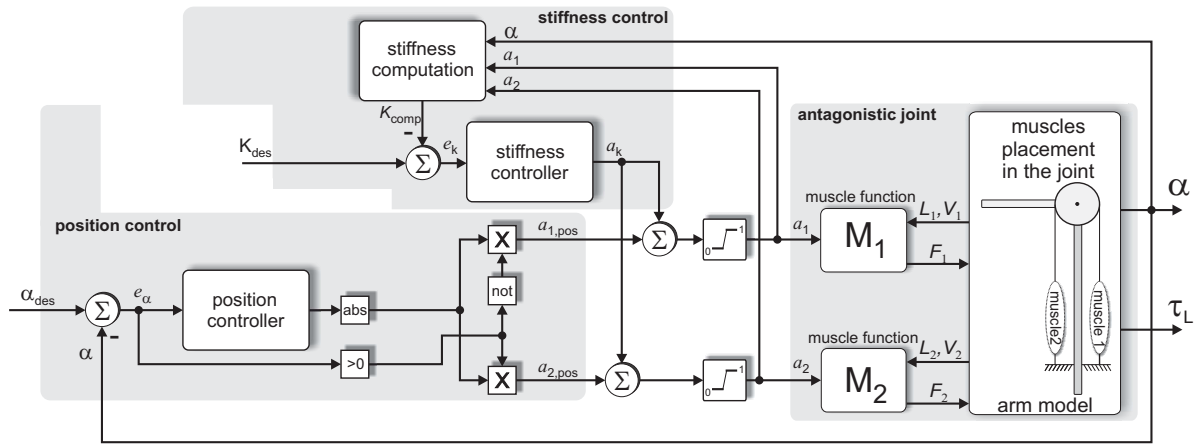 stiffness control
stiffness
computation
α
a1
a2
Kcomp
-
Kdes
Σ
ek
stiffness
controller
ak
antagonistic joint
muscles
placement
in the joint
muscle function
a1
M1
L1, V1
F1
α
position control
X
a1,pos
Σ
0
1
αdes
Σ
eα
position
controller
abs
not
α
-
>0
X
a2,pos
Σ
0
1
muscle function
a2
M2
L2, V2
F2
muscle2
muscle 1
τL
arm model